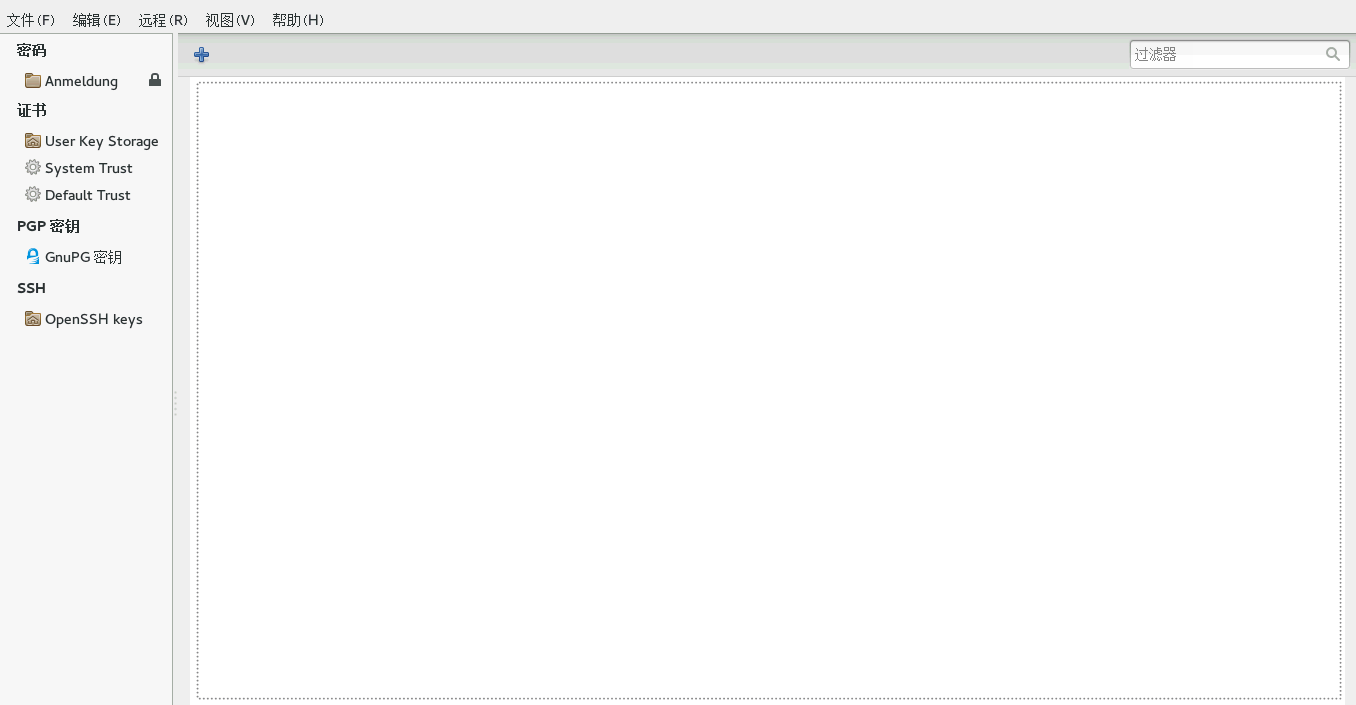 文件(F) 编辑(E) 远程(R) 视图(V) 帮助(H)
密码
过滤器
Anmeldung
证书
User Key Storage
System Trust
Default Trust
PGP 密钥
GnuPG 密钥
SSH
OpenSSH keys